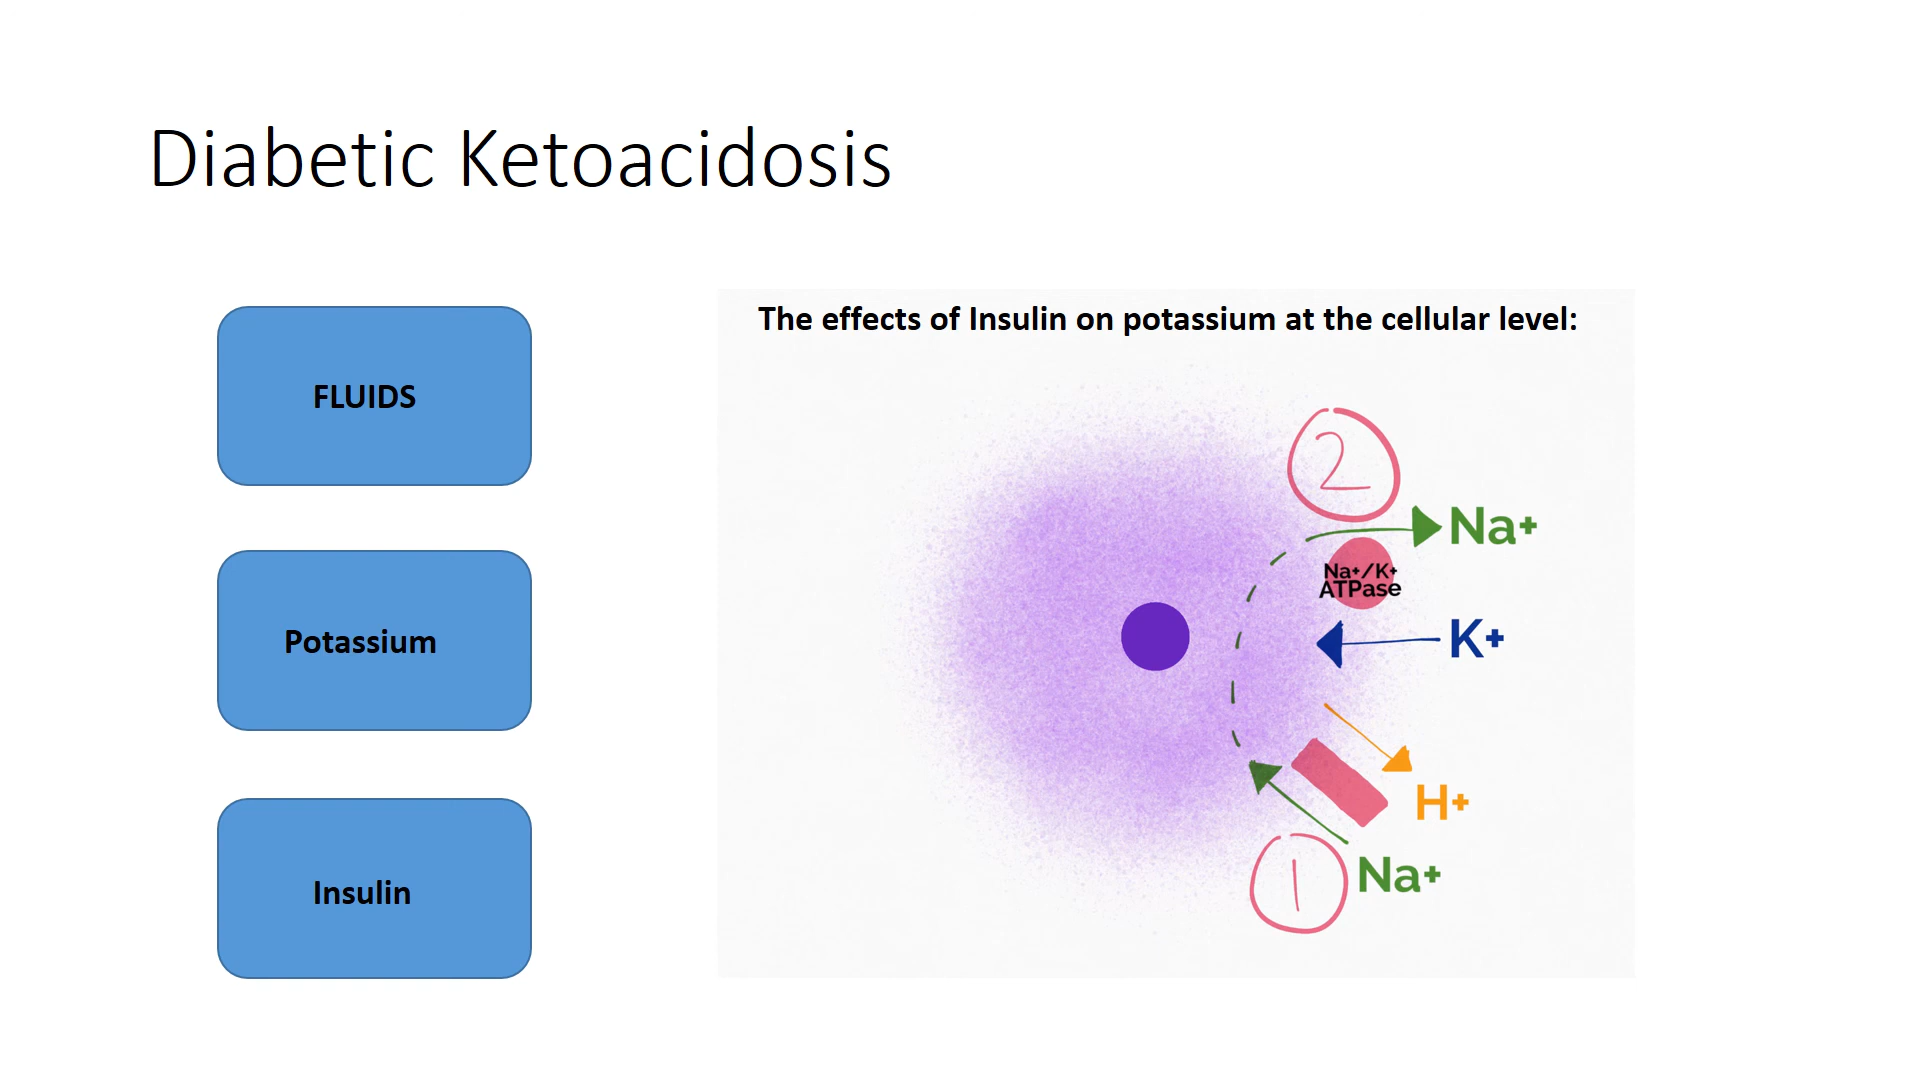 Diabetic Ketoacidosis
FLUIDS
Potassium
Insulin
The effects of Insulin on potassium at the cellular level:
2
Na+
Na+/K+
ATPase
K+
H+
Na+
1